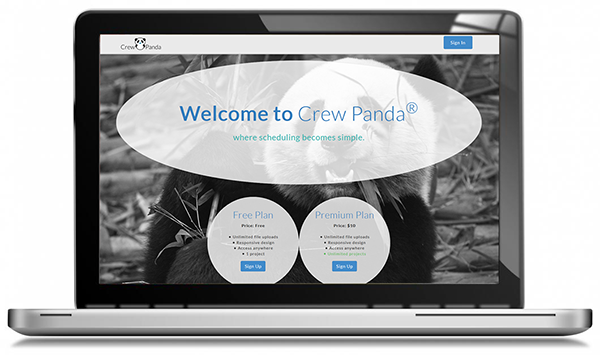 Crew Panda
Sign In
Welcome to Crew Panda®
where scheduling becomes simple.
Free Plan
Price: Free
• Unlimited file uploads
• Responsive design
• Access anywhere
• 1 project
Sign Up
Premium Plan
Price: $10
• Unlimited file uploads
• Responsive design
• Access anywhere
• Unlimited projects
Sign Up